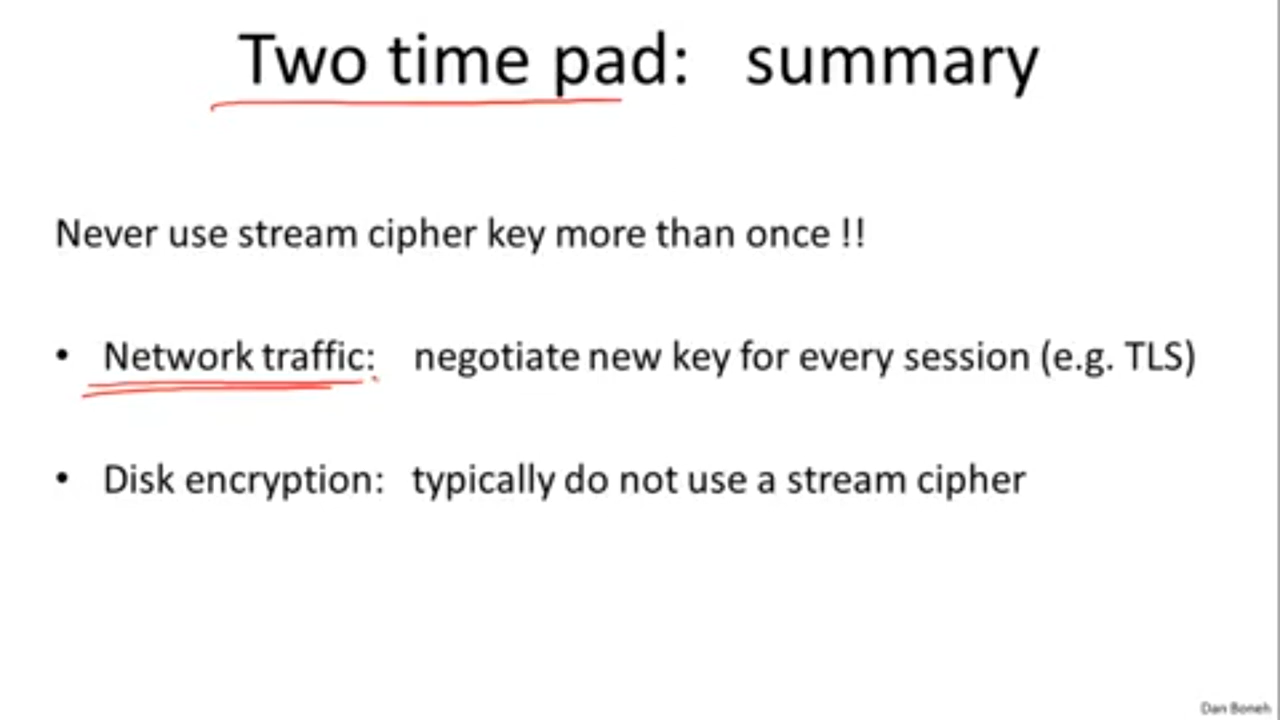 Two time pad: summary
Never use stream cipher key more than once !!
• Network traffic: negotiate new key for every session (e.g. TLS)
• Disk encryption: typically do not use a stream cipher
Dan Boneh